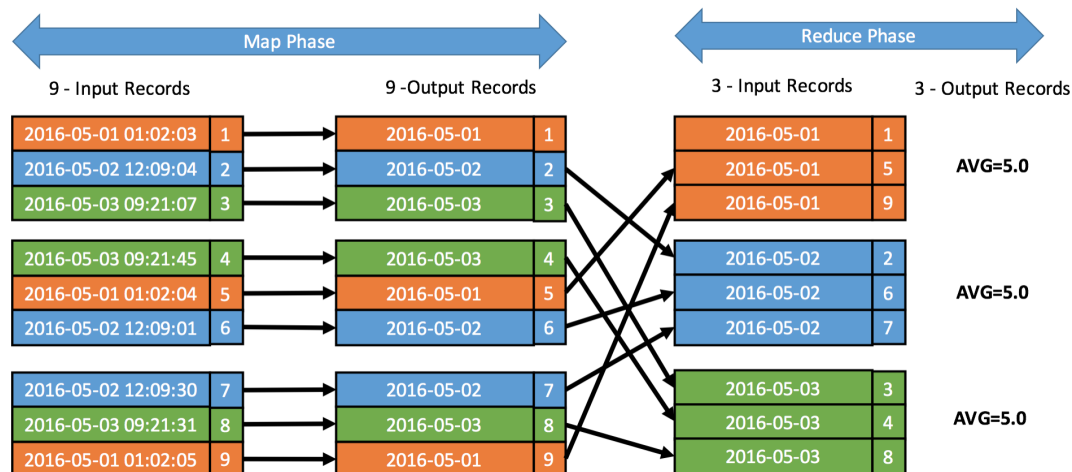 Map Phase
Reduce Phase
9 - Input Records
9 -Output Records
3 - Input Records
3 - Output Records
2016-05-01 01:02:03 1
2016-05-02 12:09:04 2
2016-05-03 09:21:07 3
2016-05-03 09:21:45 4
2016-05-01 01:02:04 5
2016-05-02 12:09:01 6
2016-05-02 12:09:30 7
2016-05-03 09:21:31 8
2016-05-01 01:02:05 9
2016-05-01 1
2016-05-02 2
2016-05-03 3
2016-05-03 4
2016-05-01 5
2016-05-02 6
2016-05-02 7
2016-05-03 8
2016-05-01 9
2016-05-01 1
2016-05-01 5
2016-05-01 9
2016-05-02 2
2016-05-02 6
2016-05-02 7
2016-05-03 3
2016-05-03 4
2016-05-03 8
AVG=5.0
AVG=5.0
AVG=5.0